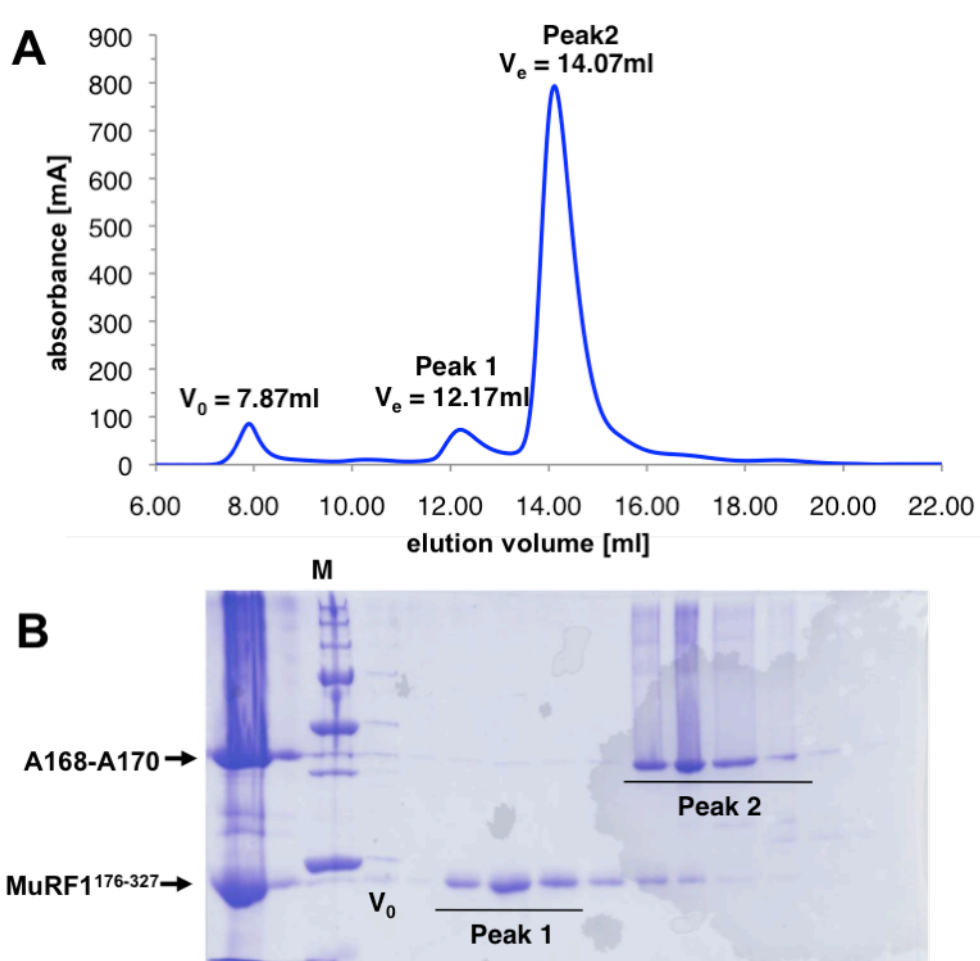 A
Peak2
Ve = 14.07ml
Peak 1
Ve = 12.17ml
V0 = 7.87ml
absorbance [mA]
900
800
700
600
500
400
300
200
100
0
6.00 8.00 10.00 12.00 14.00 16.00 18.00 20.00 22.00
elution volume [ml]
M
B
A168-A170
Peak 2
MuRF1176-327
V0
Peak 1